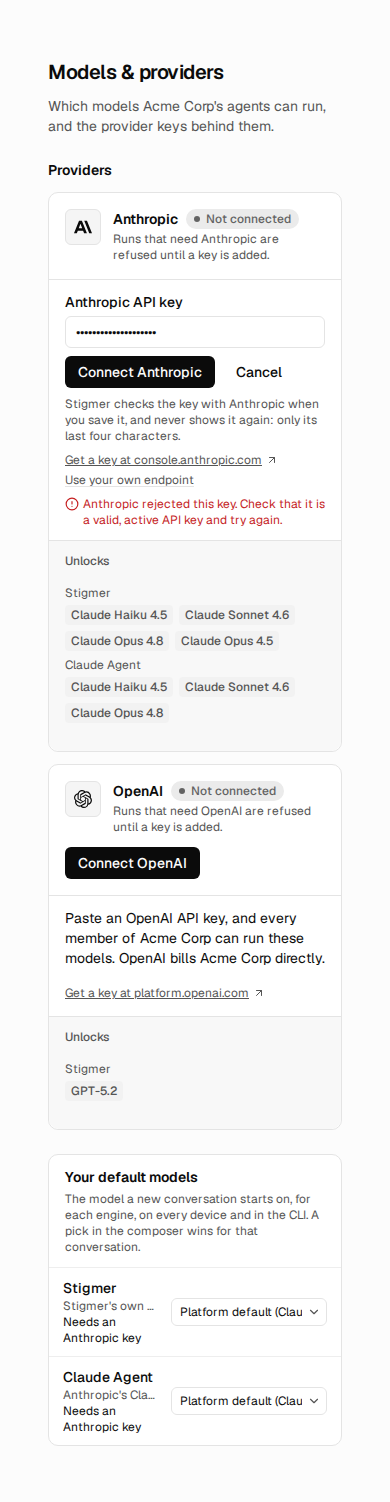 Models & providers
Which models Acme Corp's agents can run,
and the provider keys behind them.
Providers
Anthropic
Not connected
Runs that need Anthropic are
refused until a key is added.
Anthropic API key
••••••••••••••••••••
Connect Anthropic
Cancel
Stigmer checks the key with Anthropic when
you save it, and never shows it again: only its
last four characters.
Get a key at console.anthropic.com ↗
Use your own endpoint
Anthropic rejected this key. Check that it is
a valid, active API key and try again.
Unlocks
Stigmer
Claude Haiku 4.5
Claude Sonnet 4.6
Claude Opus 4.8
Claude Opus 4.5
Claude Agent
Claude Haiku 4.5
Claude Sonnet 4.6
Claude Opus 4.8
OpenAI
Not connected
Runs that need OpenAI are refused
until a key is added.
Connect OpenAI
Paste an OpenAI API key, and every
member of Acme Corp can run these
models. OpenAI bills Acme Corp directly.
Get a key at platform.openai.com ↗
Unlocks
Stigmer
GPT-5.2
Your default models
The model a new conversation starts on, for
each engine, on every device and in the CLI. A
pick in the composer wins for that
conversation.
Stigmer
Stigmer's own ...
Needs an
Anthropic key
Platform default (Clau
Claude Agent
Anthropic's Cla...
Needs an
Anthropic key
Platform default (Clau